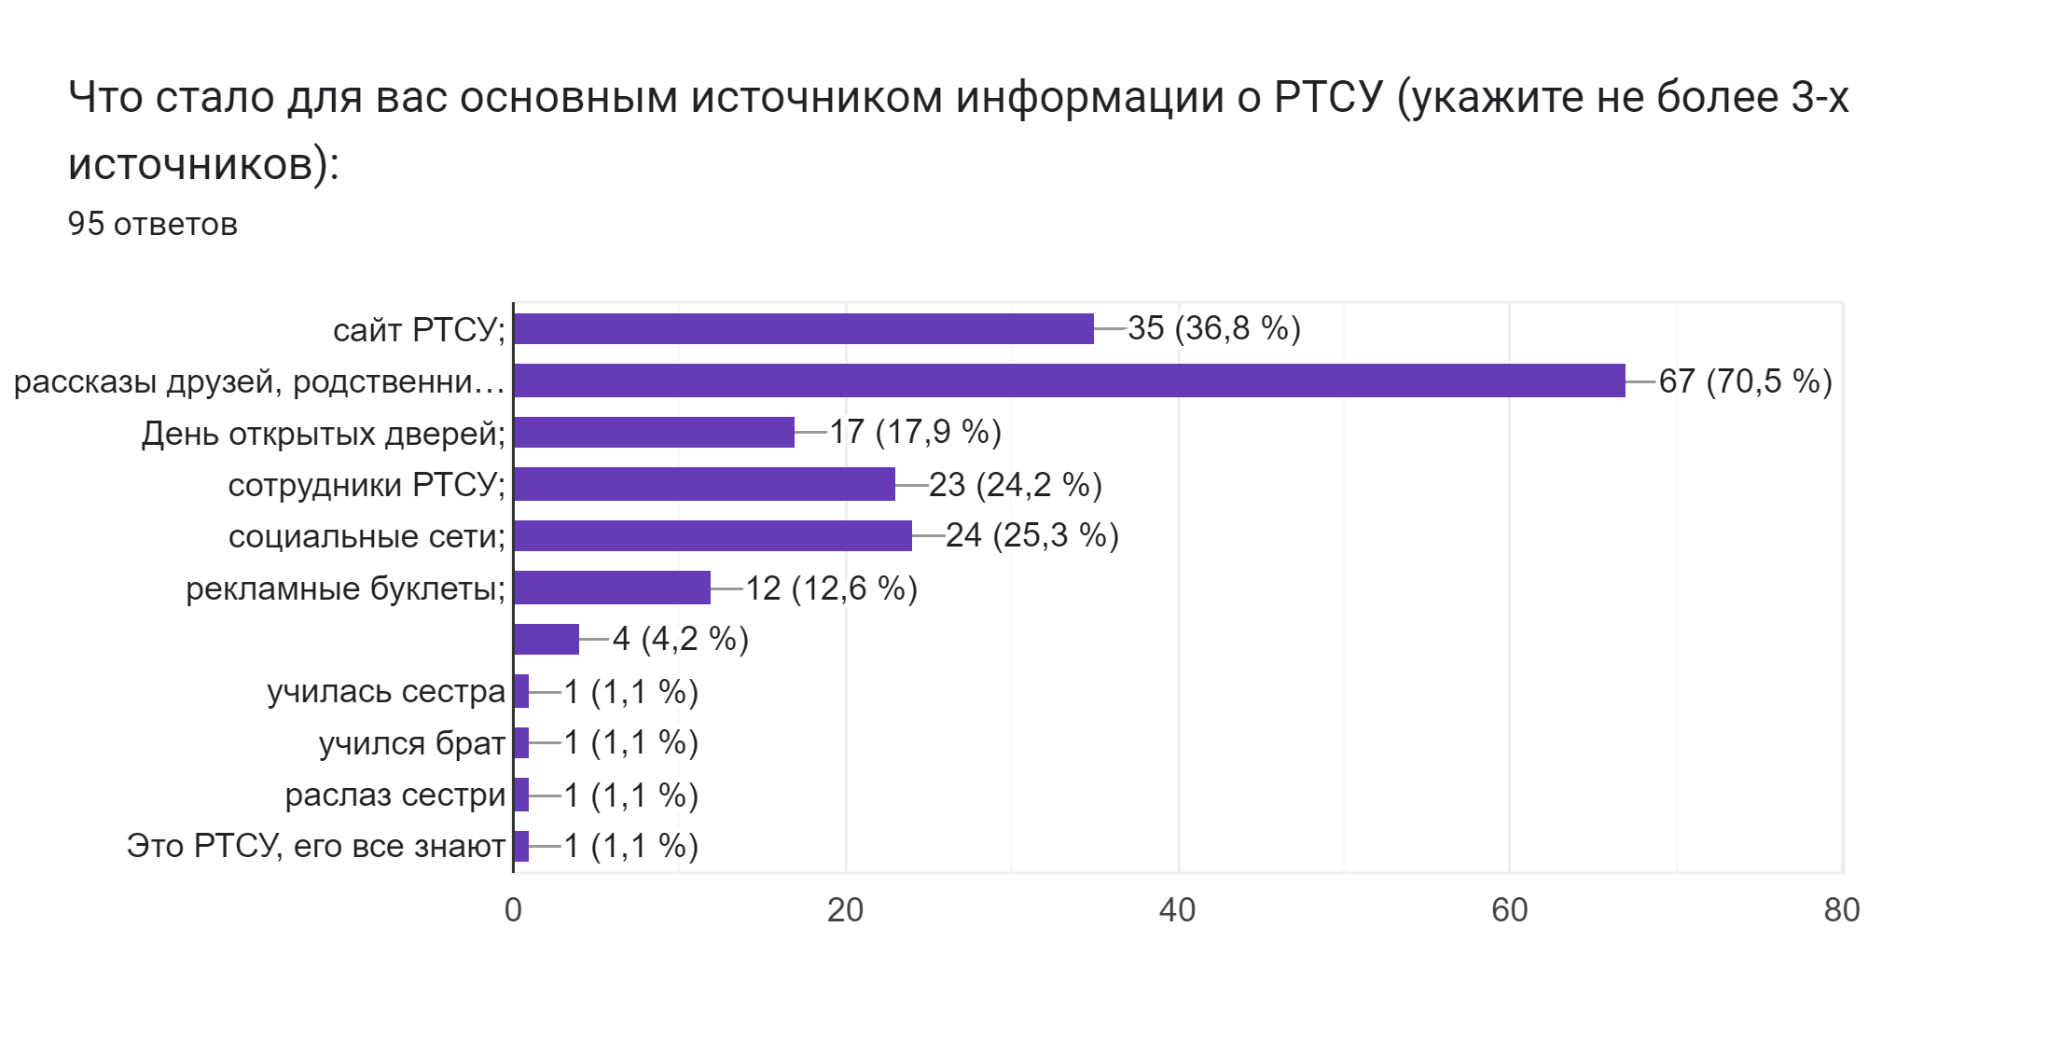 Что стало для вас основным источником информации о РТСУ (укажите не более 3-х
источников):
95 ответов
сайт РТСУ; 35 (36,8 %)
рассказы друзей, родственни… 67 (70,5 %)
День открытых дверей; 17 (17,9 %)
сотрудники РТСУ; 23 (24,2 %)
социальные сети; 24 (25,3 %)
рекламные буклеты; 12 (12,6 %)
4 (4,2 %)
училась сестра 1 (1,1 %)
учился брат 1 (1,1 %)
раслаз сестри 1 (1,1 %)
Это РТСУ, его все знают 1 (1,1 %)
0 20 40 60 80